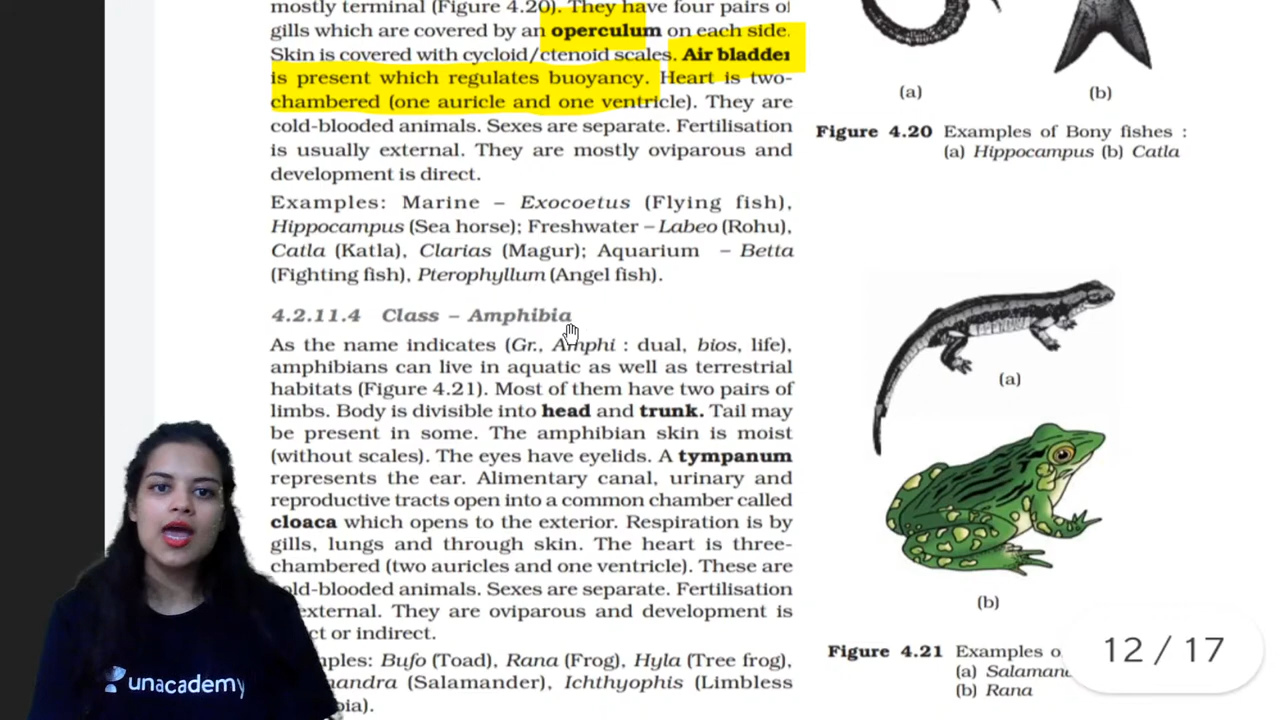 mostly terminal (Figure 4.20). They have four pairs of
gills which are covered by an operculum on each side.
Skin is covered with cycloid/ctenoid scales. Air bladder
is present which regulates buoyancy. Heart is two-
chambered (one auricle and one ventricle). They are
cold-blooded animals. Sexes are separate. Fertilisation
is usually external. They are mostly oviparous and
development is direct.
Examples: Marine – Exocoetus (Flying fish),
Hippocampus (Sea horse); Freshwater – Labeo (Rohu),
Catla (Katla), Clarias (Magur); Aquarium – Betta
(Fighting fish), Pterophyllum (Angel fish).
4.2.11.4 Class – Amphibia
As the name indicates (Gr., Amphi : dual, bios, life),
amphibians can live in aquatic as well as terrestrial
habitats (Figure 4.21). Most of them have two pairs of
limbs. Body is divisible into head and trunk. Tail may
be present in some. The amphibian skin is moist
(without scales). The eyes have eyelids. A tympanum
represents the ear. Alimentary canal, urinary and
reproductive tracts open into a common chamber called
cloaca which opens to the exterior. Respiration is by
gills, lungs and through skin. The heart is three-
chambered (two auricles and one ventricle). These are
cold-blooded animals. Sexes are separate. Fertilisation
external. They are oviparous and development is
or indirect.
Bufo (Toad), Rana (Frog), Hyla (Tree frog),
(Salamander), Ichthyophis (Limbless
(a)
(b)
Figure 4.20 Examples of Bony fishes :
(a) Hippocampus (b) Catla
(a)
(b)
Figure 4.21 Examples
(a)
(b) Rana
12 / 17
unacademy